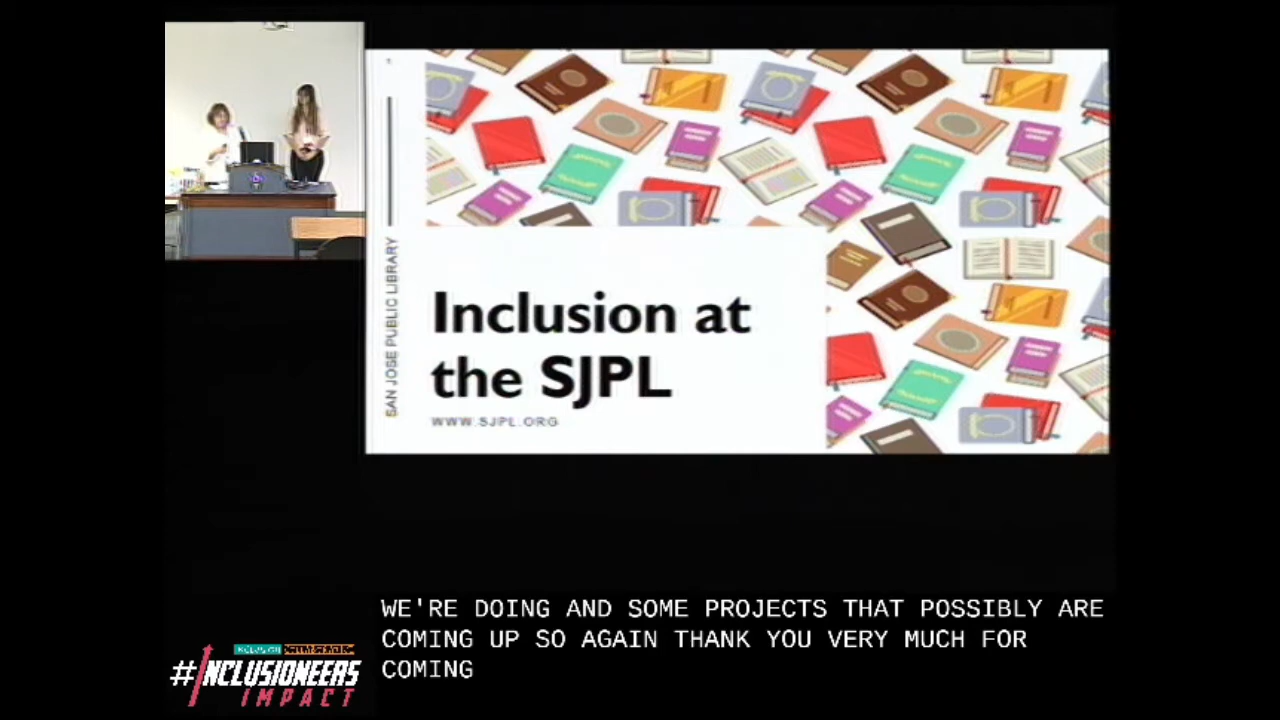 SAN JOSE PUBLIC LIBRARY
Inclusion at
the SJPL
WWW.SJPL.ORG
WE'RE DOING AND SOME PROJECTS THAT POSSIBLY ARE
COMING UP SO AGAIN THANK YOU VERY MUCH FOR
COMING
#INCLUSIONEERS
IMPACT